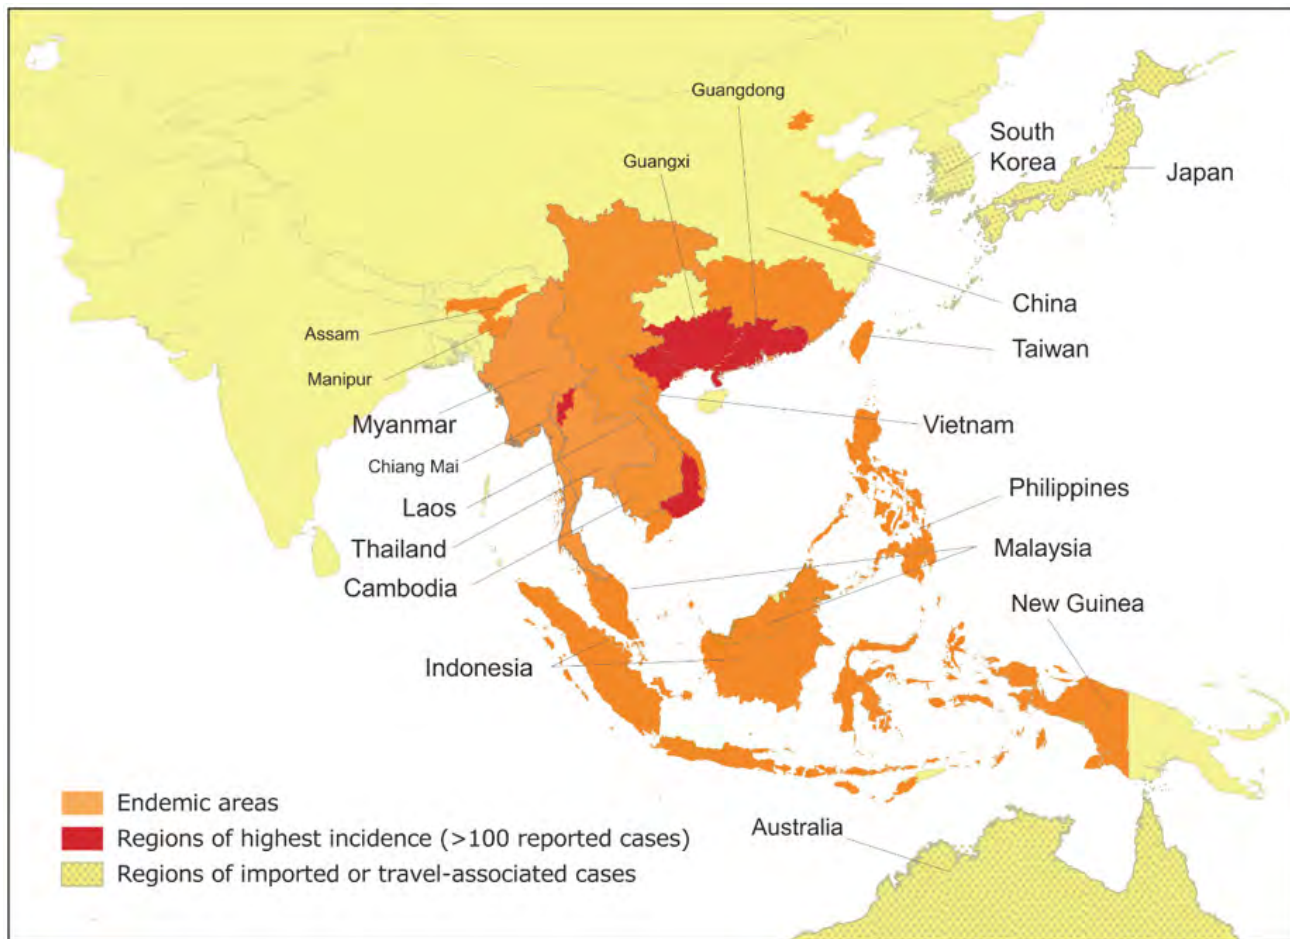 Guangdong
South
Korea
Guangxi
Japan
China
Assam
Taiwan
Manipur
Myanmar
Vietnam
Chiang Mai
Philippines
Laos
Thailand
Malaysia
Cambodia
New Guinea
Indonesia
Endemic areas
Regions of highest incidence (>100 reported cases)
Australia
Regions of imported or travel-associated cases